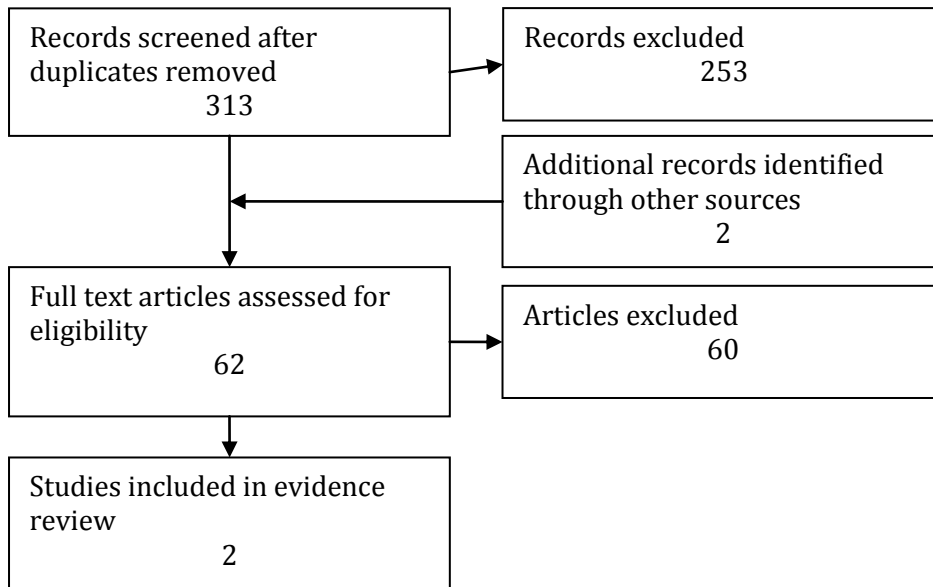 Records screened after
duplicates removed
313
Records excluded
253
Additional records identified
through other sources
2
Full text articles assessed for
eligibility
62
Articles excluded
60
Studies included in evidence
review
2